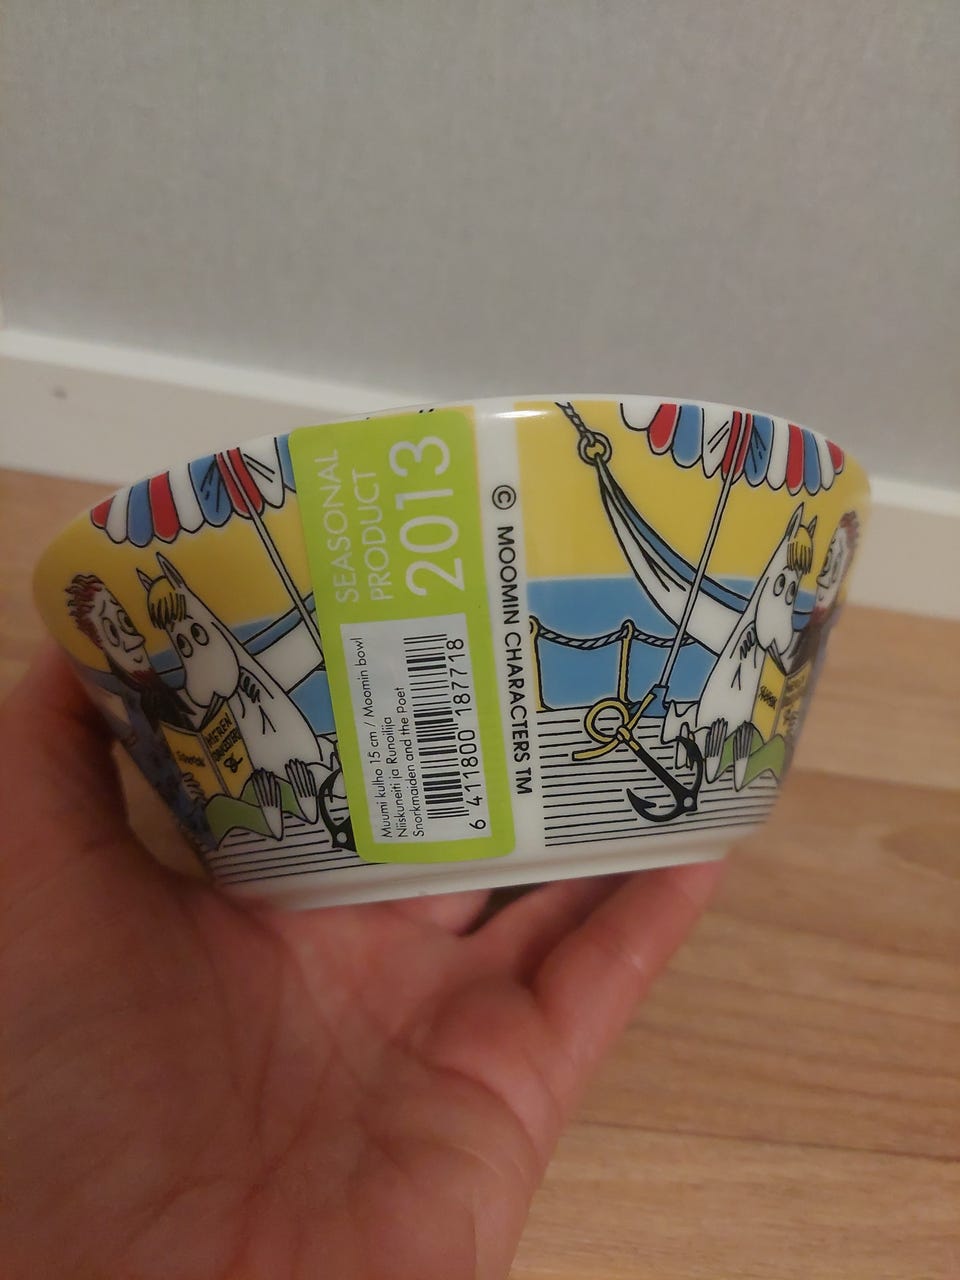 SEASONAL
PRODUCT
2013
Muumi kulho 15 cm / Moomin bowl
Niiskuneiti ja Runoilija
Snorkmaiden and the Poet
6 411800 187718
© MOOMIN CHARACTERS TM
MEREN